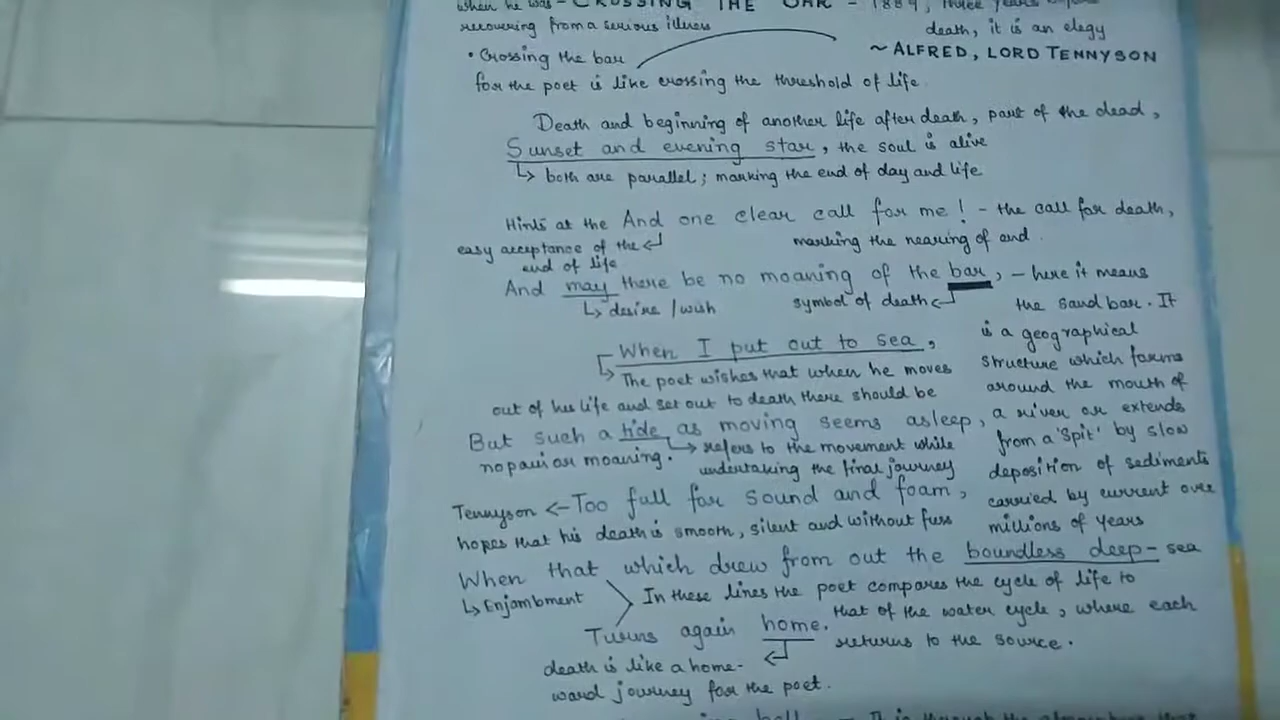 when he was - CROSSING THE BAR - 1889, three years
recovering from a serious illness death, it is an elegy
• Crossing the bar ~ ALFRED, LORD TENNYSON
for the poet is like crossing the threshold of life.
Death and beginning of another life after death, part of the dead,
Sunset and evening star, the soul is alive
↳ both are parallel; marking the end of day and life
Hints at the And one clear call for me! - the call for death,
easy acceptance of the marking the nearing of end.
end of life
And may there be no moaning of the bar, - here it means
↳ desire / wish symbol of death the sand bar. It
is a geographical
When I put out to sea, structure which forms
↳ The poet wishes that when he moves around the mouth of
out of his life and set out to death there should be
But such a tide as moving seems asleep, a river or extends
no pain or moaning. → refers to the movement while from a 'Spit' by slow
undertaking the final journey deposition of sediments
Tennyson <- Too full for sound and foam, carried by current over
hopes that his death is smooth, silent and without fuss millions of years
When that which drew from out the boundless deep - sea
↳ Enjambment In these lines the poet compares the cycle of life to
Turns again home. that of the water cycle, where each
returns to the source.
death is like a home-
ward journey for the poet.